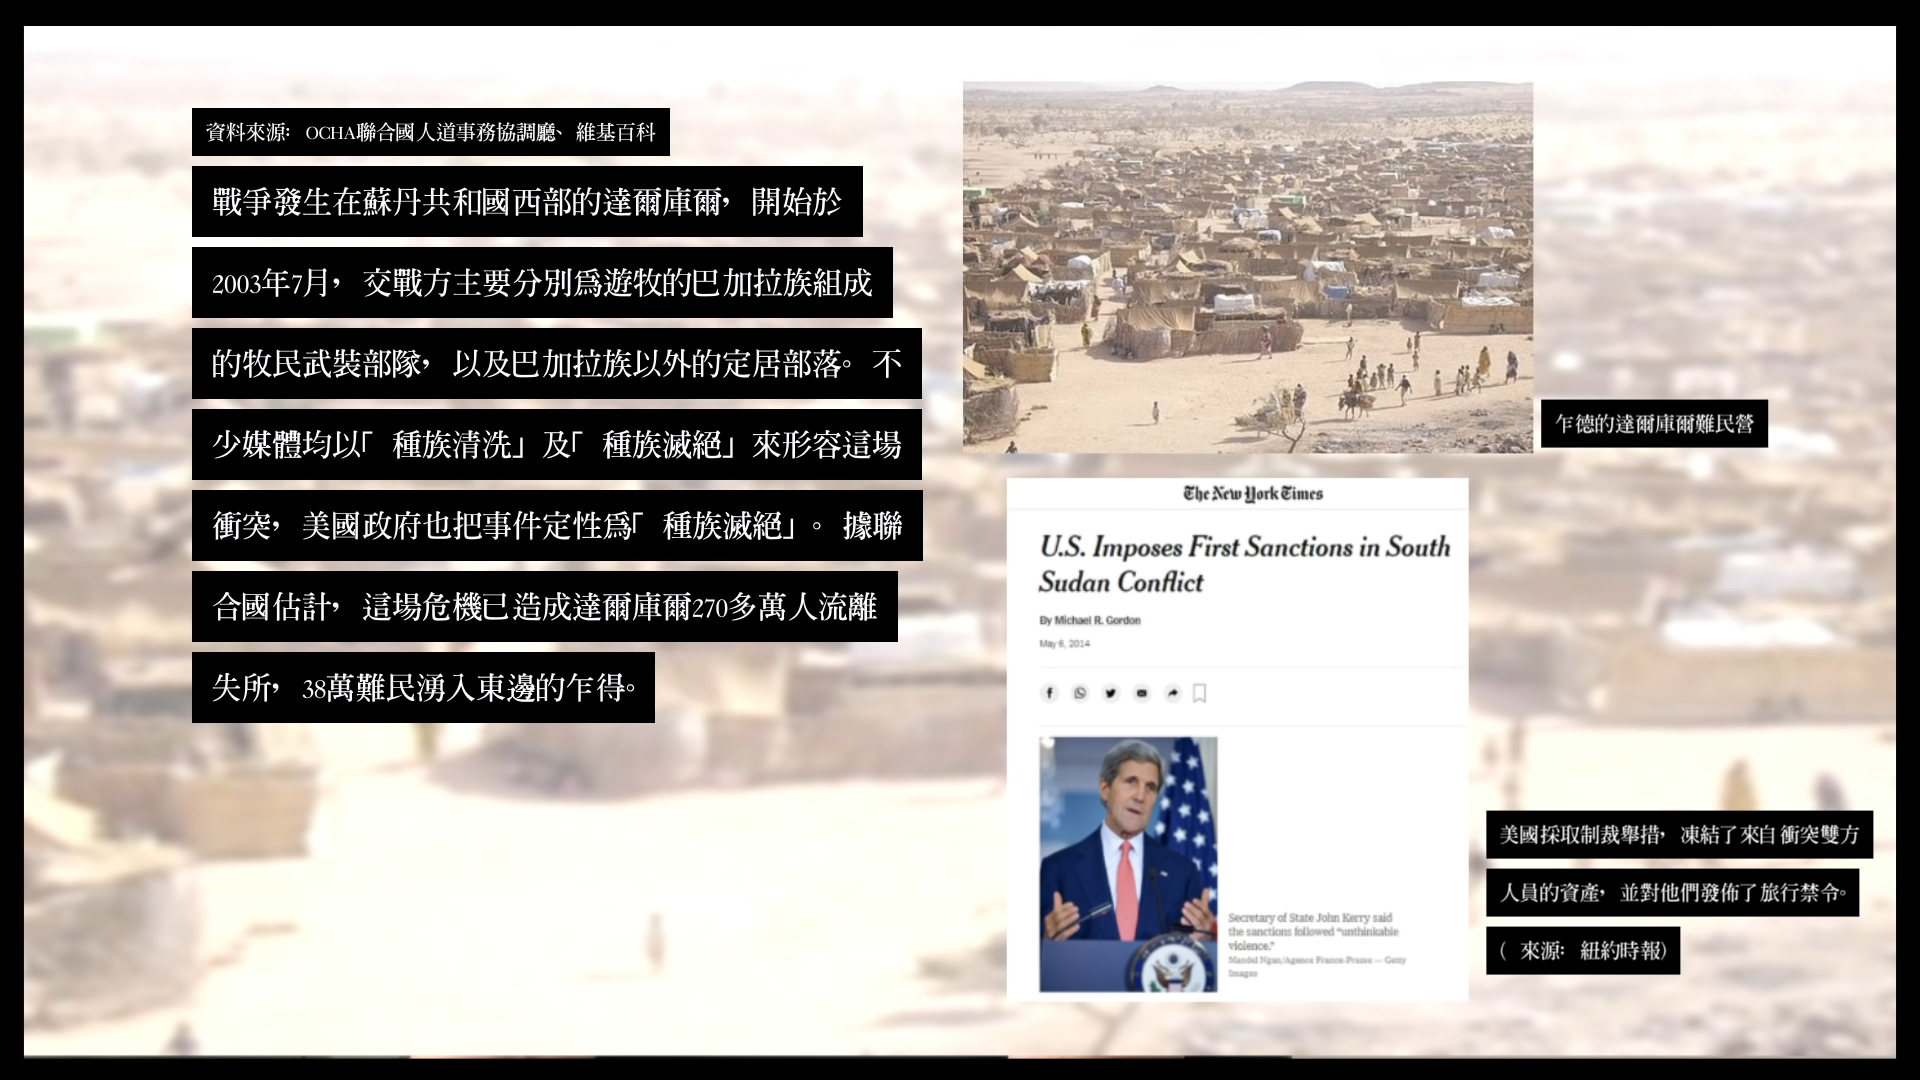 資料來源：OCHA聯合國人道事務協調廳、維基百科
戰爭發生在蘇丹共和國西部的達爾庫爾，開始於
2003年7月，交戰方主要分別為遊牧的巴加拉族組成
的牧民武裝部隊，以及巴加拉族以外的定居部落。不
少媒體均以「種族清洗」及「種族滅絕」來形容這場
衝突，美國政府也把事件定性為「種族滅絕」。據聯
合國估計，這場危機已造成達爾庫爾270多萬人流離
失所，38萬難民湧入東邊的乍得。
乍德的達爾庫爾難民營
The New York Times
U.S. Imposes First Sanctions in South
Sudan Conflict
By Michael R. Gordon
May 6, 2014
Secretary of State John Kerry said
the sanctions followed “unthinkable
violence.”
Mandel Ngan/Agence France-Presse — Getty
Images
美國採取制裁舉措，凍結了來自衝突雙方
人員的資產，並對他們發佈了旅行禁令。
（來源：紐約時報）